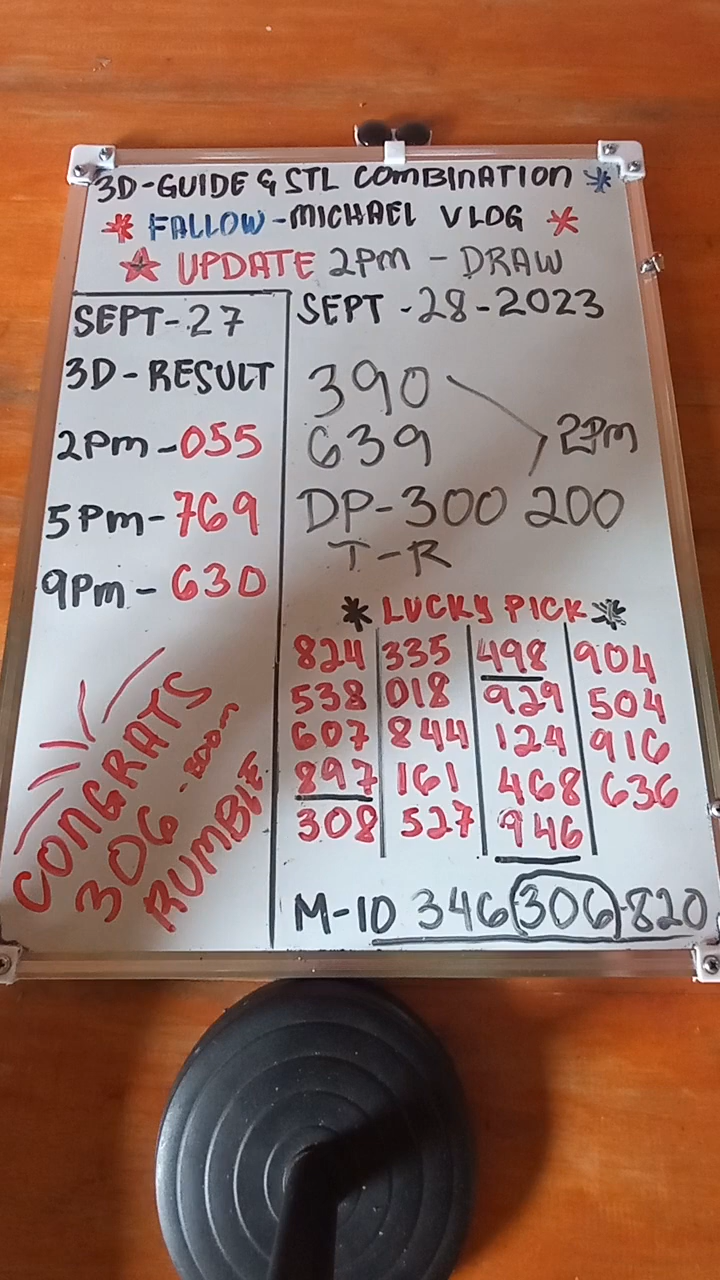 3D-GUIDE & STL COMBINATION
FALLOW-MICHAEL VLOG
UPDATE 2PM - DRAW
SEPT-27
3D-RESULT
2PM-055
5PM-769
9PM-630
CONGRATS
306-
RUMBLE
SEPT-28-2023
390
639
2PM
DP-300 200
T-R
LUCKY PICK
824 335 498 904
538 018 929 504
607 844 124 916
897 161 468 636
308 527 946
M-ID 346 306-820